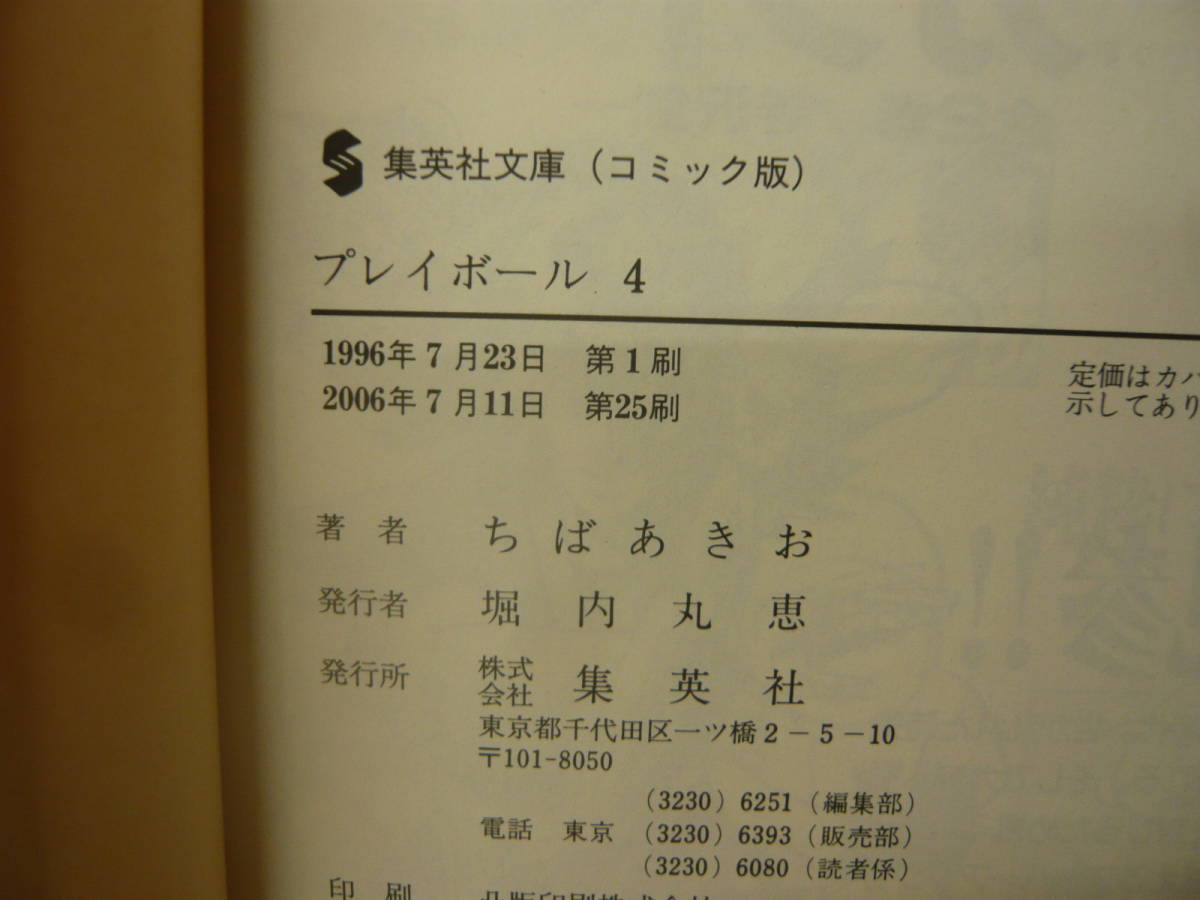 集英社文庫（コミック版）
プレイボール 4
1996年 7 月23日　第 1 刷
2006年 7 月11日　第25刷
定価はカバ
示してあり
著　者　ちばあきお
発行者　堀内丸恵
発行所　株式会社　集英社
東京都千代田区一ツ橋 2 － 5 －10
〒101-8050
(3230) 6251 (編集部)
電話　東京　(3230) 6393 (販売部)
(3230) 6080 (読者係)
印　刷